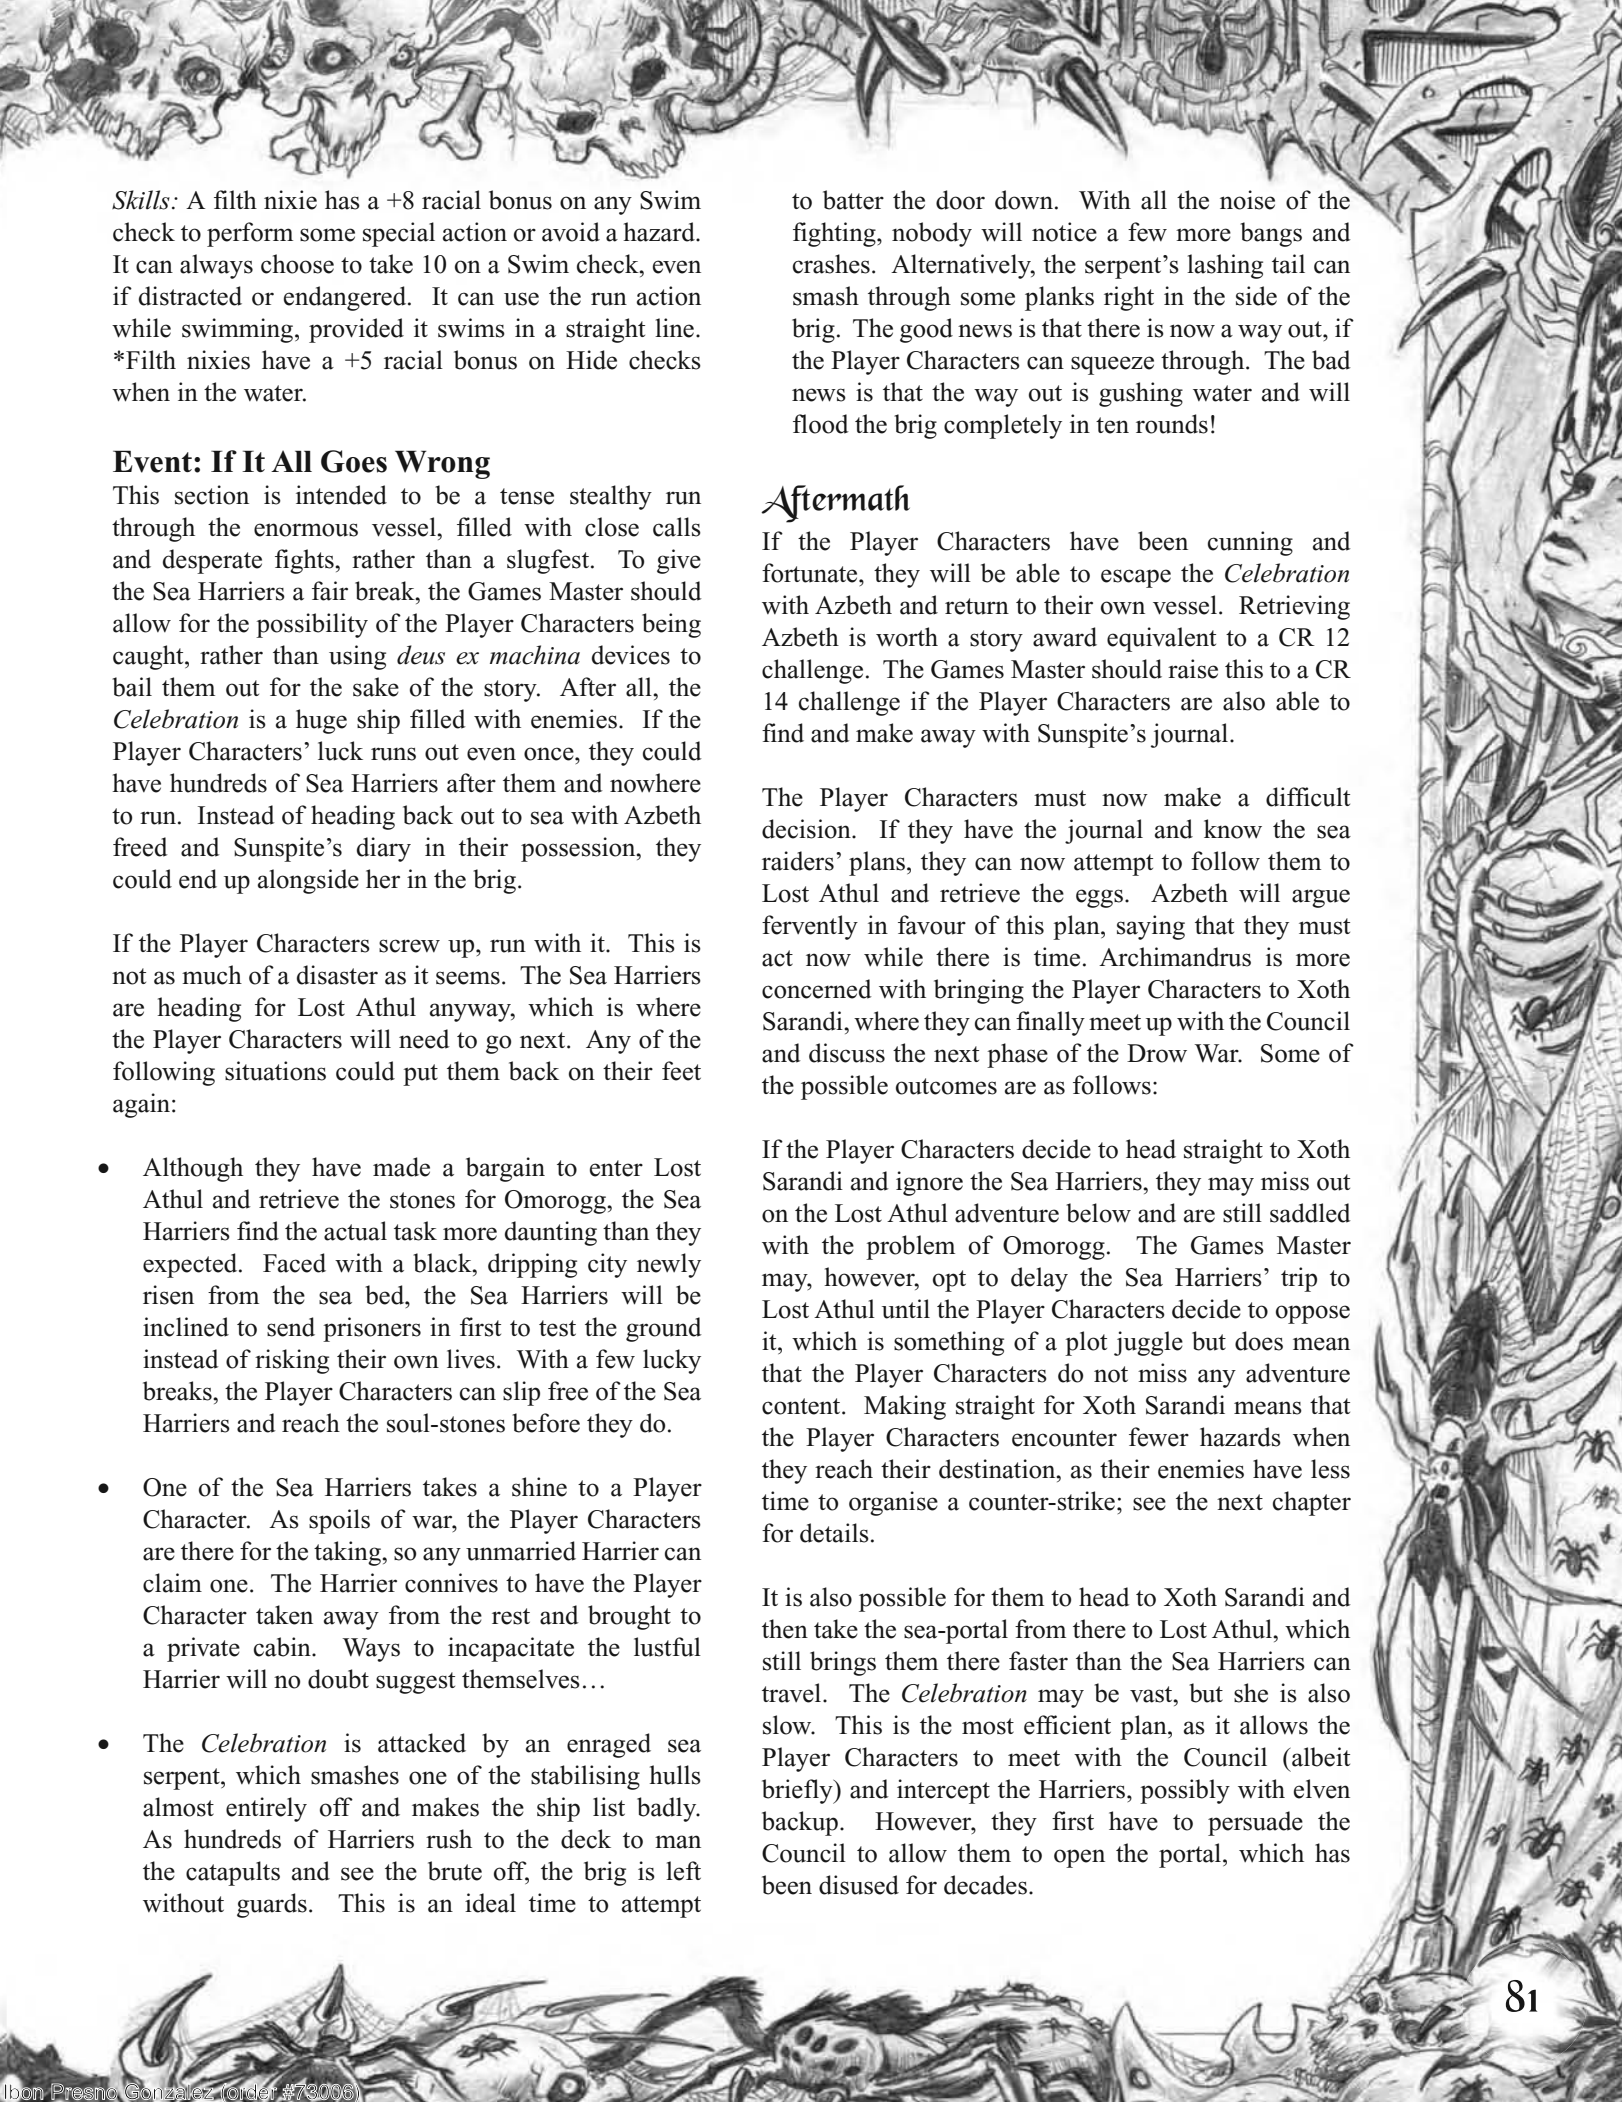 Skills: A filth nixie has a +8 racial bonus on any Swim
check to perform some special action or avoid a hazard.
It can always choose to take 10 on a Swim check, even
if distracted or endangered. It can use the run action
while swimming, provided it swims in a straight line.
*Filth nixies have a +5 racial bonus on Hide checks
when in the water.

Event: If It All Goes Wrong
This section is intended to be a tense stealthy run
through the enormous vessel, filled with close calls
and desperate fights, rather than a slugfest. To give
the Sea Harriers a fair break, the Games Master should
allow for the possibility of the Player Characters being
caught, rather than using deus ex machina devices to
bail them out for the sake of the story. After all, the
Celebration is a huge ship filled with enemies. If the
Player Characters' luck runs out even once, they could
have hundreds of Sea Harriers after them and nowhere
to run. Instead of heading back out to sea with Azbeth
freed and Sunspite's diary in their possession, they
could end up alongside her in the brig.

If the Player Characters screw up, run with it. This is
not as much of a disaster as it seems. The Sea Harriers
are heading for Lost Athul anyway, which is where
the Player Characters will need to go next. Any of the
following situations could put them back on their feet
again:

• Although they have made a bargain to enter Lost
Athul and retrieve the stones for Omorogg, the Sea
Harriers find the actual task more daunting than they
expected. Faced with a black, dripping city newly
risen from the sea bed, the Sea Harriers will be
inclined to send prisoners in first to test the ground
instead of risking their own lives. With a few lucky
breaks, the Player Characters can slip free of the Sea
Harriers and reach the soul-stones before they do.

• One of the Sea Harriers takes a shine to a Player
Character. As spoils of war, the Player Characters
are there for the taking, so any unmarried Harrier can
claim one. The Harrier connives to have the Player
Character taken away from the rest and brought to
a private cabin. Ways to incapacitate the lustful
Harrier will no doubt suggest themselves…

• The Celebration is attacked by an enraged sea
serpent, which smashes one of the stabilising hulls
almost entirely off and makes the ship list badly.
As hundreds of Harriers rush to the deck to man
the catapults and see the brute off, the brig is left
without guards. This is an ideal time to attempt
to batter the door down. With all the noise of the
fighting, nobody will notice a few more bangs and
crashes. Alternatively, the serpent's lashing tail can
smash through some planks right in the side of the
brig. The good news is that there is now a way out, if
the Player Characters can squeeze through. The bad
news is that the way out is gushing water and will
flood the brig completely in ten rounds!

Aftermath
If the Player Characters have been cunning and
fortunate, they will be able to escape the Celebration
with Azbeth and return to their own vessel. Retrieving
Azbeth is worth a story award equivalent to a CR 12
challenge. The Games Master should raise this to a CR
14 challenge if the Player Characters are also able to
find and make away with Sunspite's journal.

The Player Characters must now make a difficult
decision. If they have the journal and know the sea
raiders' plans, they can now attempt to follow them to
Lost Athul and retrieve the eggs. Azbeth will argue
fervently in favour of this plan, saying that they must
act now while there is time. Archimandrus is more
concerned with bringing the Player Characters to Xoth
Sarandi, where they can finally meet up with the Council
and discuss the next phase of the Drow War. Some of
the possible outcomes are as follows:

If the Player Characters decide to head straight to Xoth
Sarandi and ignore the Sea Harriers, they may miss out
on the Lost Athul adventure below and are still saddled
with the problem of Omorogg. The Games Master
may, however, opt to delay the Sea Harriers' trip to
Lost Athul until the Player Characters decide to oppose
it, which is something of a plot juggle but does mean
that the Player Characters do not miss any adventure
content. Making straight for Xoth Sarandi means that
the Player Characters encounter fewer hazards when
they reach their destination, as their enemies have less
time to organise a counter-strike; see the next chapter
for details.

It is also possible for them to head to Xoth Sarandi and
then take the sea-portal from there to Lost Athul, which
still brings them there faster than the Sea Harriers can
travel. The Celebration may be vast, but she is also
slow. This is the most efficient plan, as it allows the
Player Characters to meet with the Council (albeit
briefly) and intercept the Harriers, possibly with elven
backup. However, they first have to persuade the
Council to allow them to open the portal, which has
been disused for decades.

81
Ibon Presno Gonzalez (order #73006)